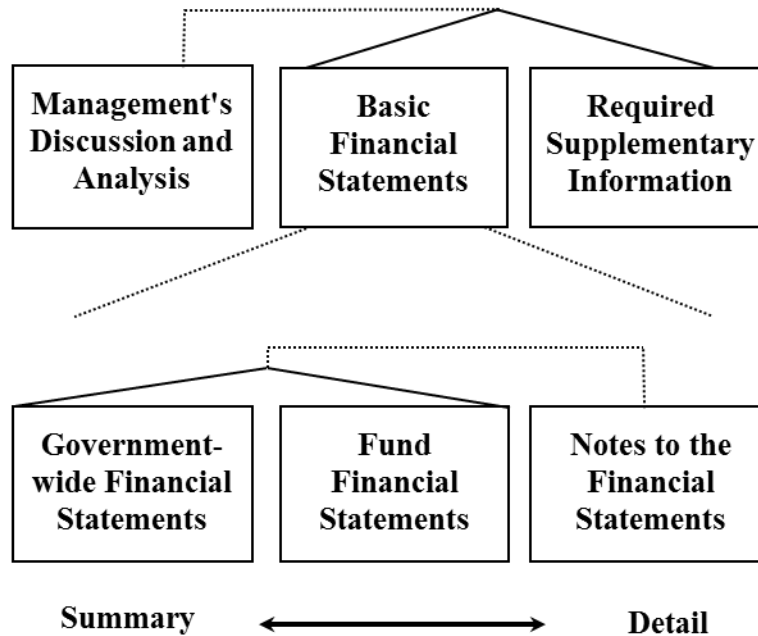 Management's
Discussion and
Analysis
Basic
Financial
Statements
Required
Supplementary
Information
Government-
wide Financial
Statements
Fund
Financial
Statements
Notes to the
Financial
Statements
Summary
Detail